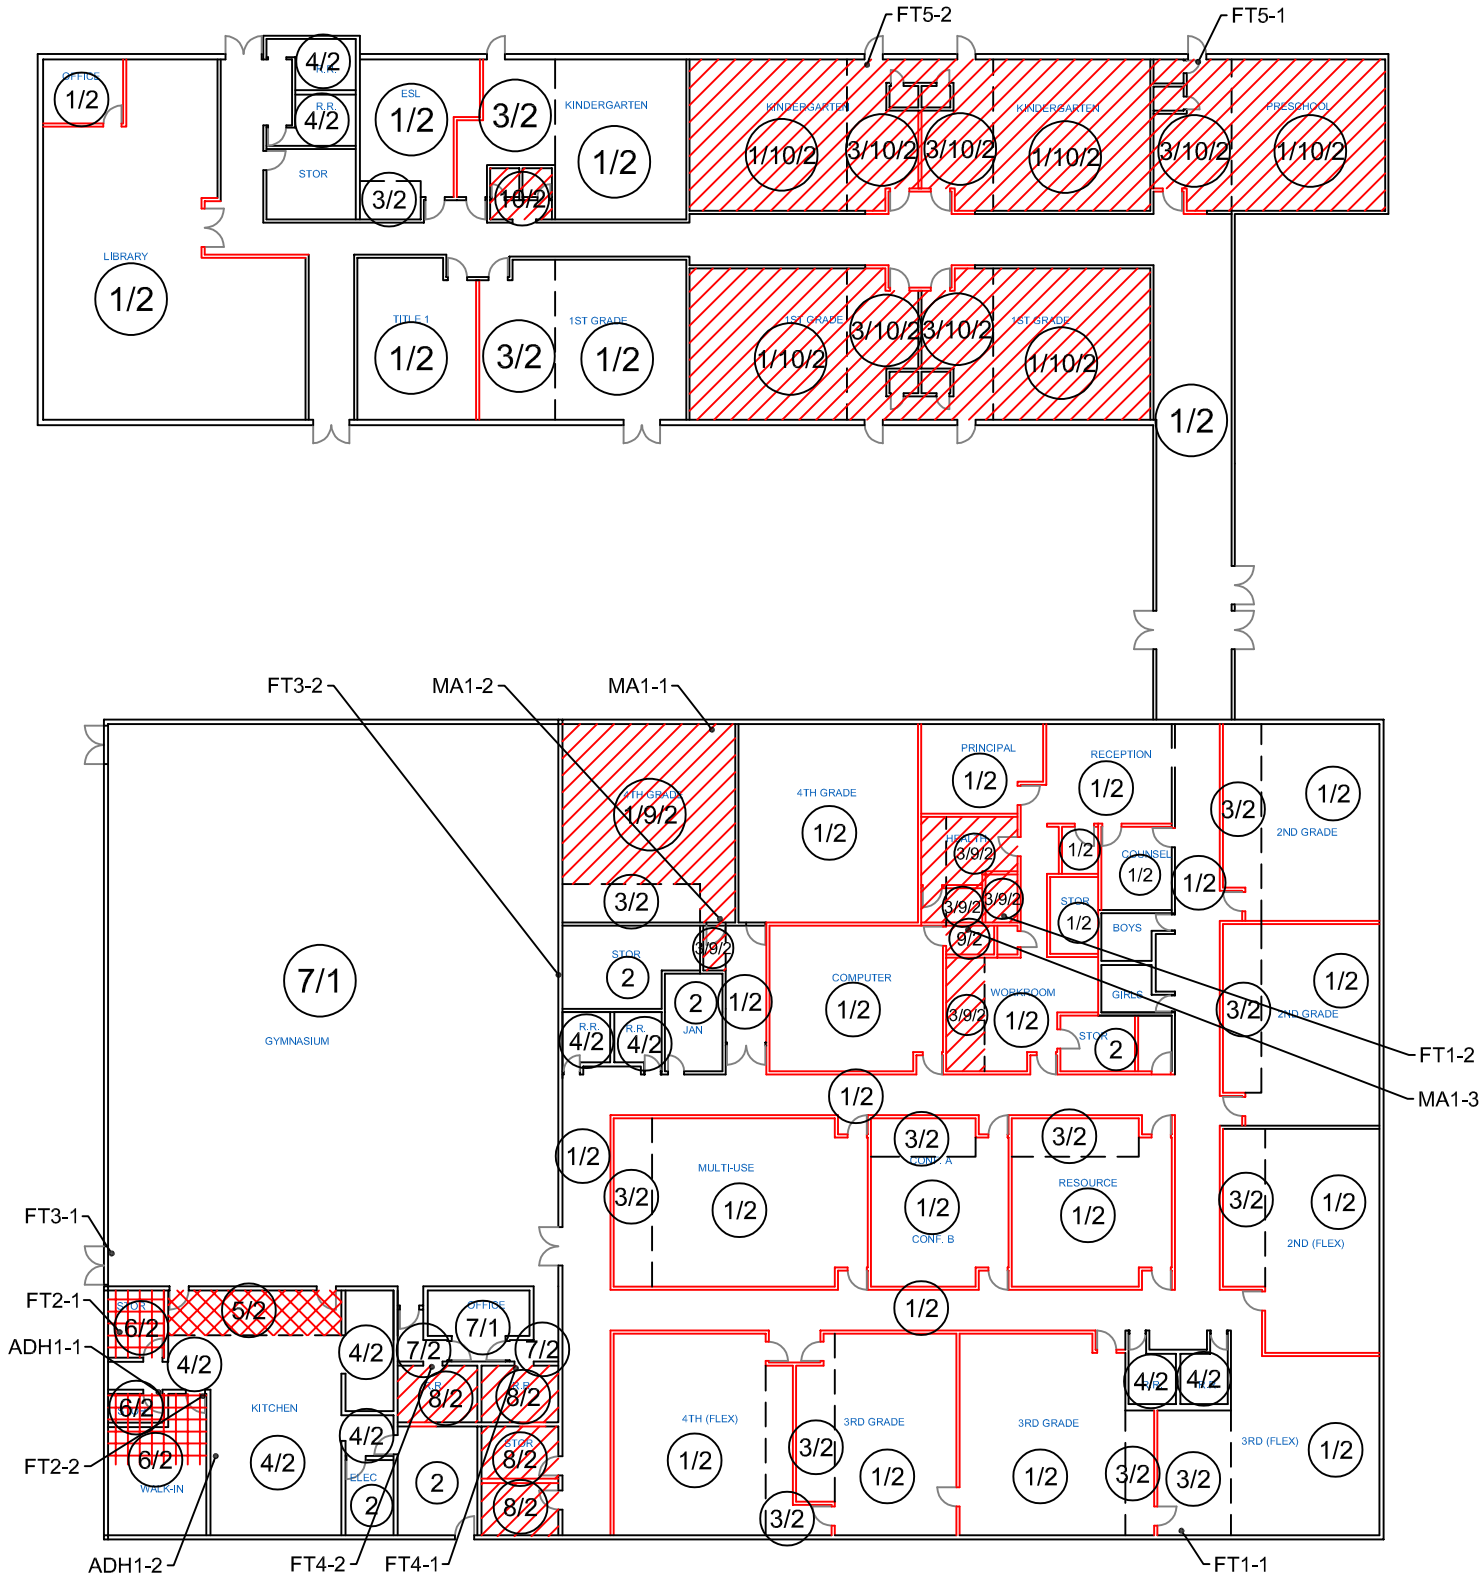 FT5-2
FT5-1
OFFICE
1/2
4/2
R.R.
R.R.
4/2
STOR
ESL
1/2
3/2
3/2
10/2
KINDERGARTEN
1/2
KINDERGARTEN
1/10/2
3/10/2
3/10/2
KINDERGARTEN
1/10/2
3/10/2
PRESCHOOL
1/10/2
LIBRARY
1/2
TITLE 1
1/2
3/2
1ST GRADE
1/2
1ST GRADE
1/10/2
3/10/2
3/10/2
1ST GRADE
1/10/2
1/2
FT3-2
MA1-2
MA1-1
4TH GRADE
1/9/2
3/2
4TH GRADE
1/2
PRINCIPAL
1/2
RECEPTION
1/2
3/2
1/2
2ND GRADE
HEALTH
3/9/2
1/2
COUNSEL
1/2
1/2
3/9/2
3/9/2
STOR
1/2
BOYS
9/2
STOR
2
3/9/2
7/1
GYMNASIUM
COMPUTER
1/2
WORKROOM
3/9/2
1/2
GIRLS
3/2
1/2
2ND GRADE
2
JAN
1/2
R.R.
4/2
R.R.
4/2
STOR
2
FT1-2
MA1-3
1/2
1/2
MULTI-USE
3/2
1/2
3/2
CONF. A
1/2
CONF. B
3/2
RESOURCE
1/2
3/2
1/2
2ND (FLEX)
FT3-1
FT2-1
STOR
6/2
5/2
ADH1-1
4/2
4/2
OFFICE
7/1
7/2
7/2
1/2
6/2
KITCHEN
4/2
R.R.
8/2
R.R.
8/2
4TH (FLEX)
1/2
3RD GRADE
3/2
1/2
3RD GRADE
1/2
3/2
4/2
4/2
3RD (FLEX)
3/2
1/2
FT2-2
6/2
WALK-IN
4/2
ELEC
2
2
STOR
8/2
8/2
3/2
ADH1-2
FT4-2
FT4-1
FT1-1